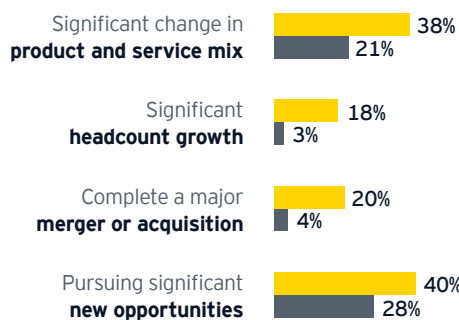 Significant change in
product and service mix
38%
21%
Significant
headcount growth
18%
3%
Complete a major
merger or acquisition
20%
4%
Pursuing significant
new opportunities
40%
28%